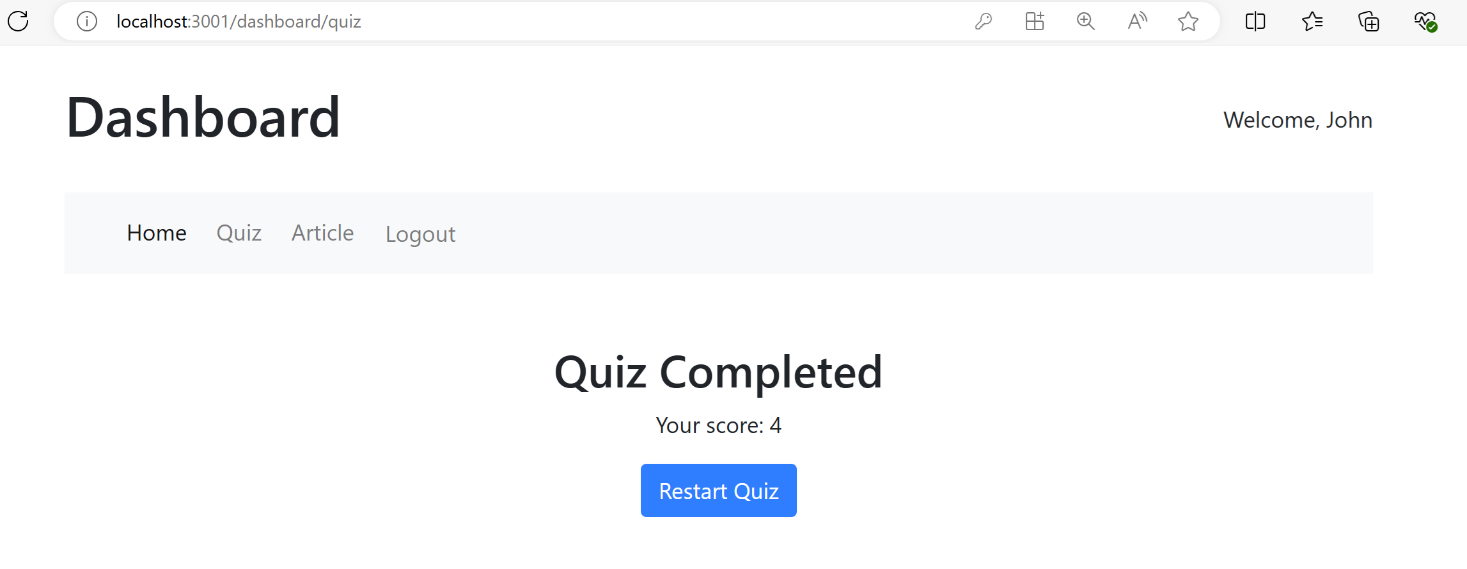 localhost:3001/dashboard/quiz
Dashboard
Welcome, John
Home Quiz Article Logout
Quiz Completed
Your score: 4
Restart Quiz